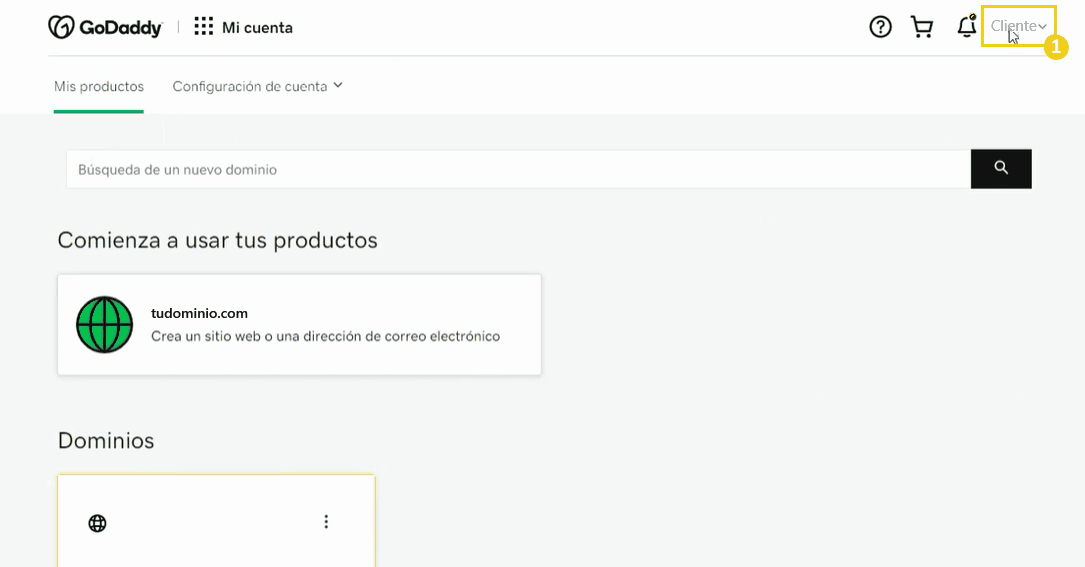 GoDaddy
Mi cuenta
Cliente
1
Mis productos
Configuración de cuenta
Búsqueda de un nuevo dominio
Comienza a usar tus productos
tudominio.com
Crea un sitio web o una dirección de correo electrónico
Dominios